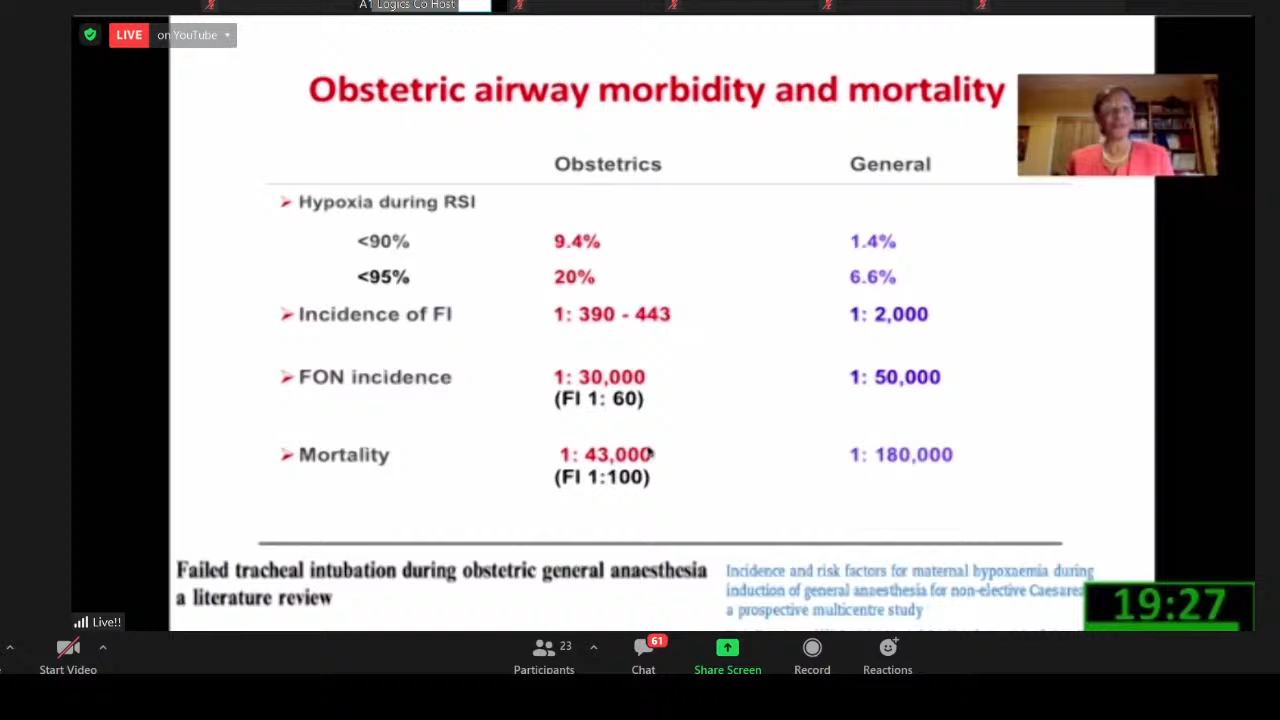 A1 Logics Co Host
LIVE on YouTube
Obstetric airway morbidity and mortality
Obstetrics General
➢ Hypoxia during RSI
<90% 9.4% 1.4%
<95% 20% 6.6%
➢ Incidence of FI 1: 390 - 443 1: 2,000
➢ FON incidence 1: 30,000 1: 50,000
(FI 1: 60)
➢ Mortality 1: 43,000 1: 180,000
(FI 1:100)
Failed tracheal intubation during obstetric general anaesthesia
a literature review
Incidence and risk factors for maternal hypoxaemia during
induction of general anaesthesia for non-elective Caesarea
a prospective multicentre study
19:27
Live!!
23
61
Start Video Participants Chat Share Screen Record Reactions